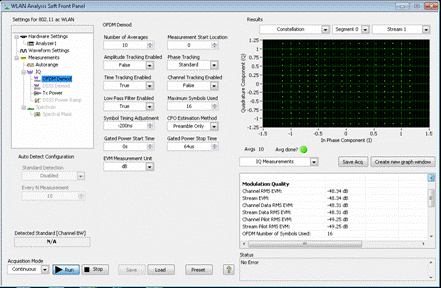 WLAN Analysis Soft Front Panel
Settings for 802.11 ac WLAN
Hardware Settings
Analyzer1
Waveform Settings
Measurements
Autorange
IQ
OFDM Demod
DSSS Demod
Tx Power
DSSS Power Ramp
Spectrum
Spectral Mask
Auto Detect Configuration
Standard Detection
Disabled
Every N Measurement
10
Detected Standard [Channel BW]
N/A
Acquisition Mode
Continuous
Run
Stop
OFDM Demod
Number of Averages
10
Measurement Start Location
0
Amplitude Tracking Enabled
False
Phase Tracking
Standard
Time Tracking Enabled
True
Channel Tracking Enabled
False
Low-Pass Filter Enabled
True
Maximum Symbols Used
16
Symbol Timing Adjustment
-200ns
CFO Estimation Method
Preamble Only
Gated Power Start Time
0s
Gated Power Stop Time
64us
EVM Measurement Unit
dB
Save
Load
Preset
?
Results
Constellation
Segment 0
Stream 1
Quadrature Component (Q)
1.25
1
0.75
0.5
0.25
0
-0.25
-0.5
-0.75
-1
-1.25
-1.5
-1
-0.5
0
0.5
1
1.5
In Phase Component (I)
Avgs 10
Avg done?
IQ Measurements
Save Acq
Create new graph window
Modulation Quality
Channel RMS EVM: -48.34 dB
Stream EVM: -48.34 dB
Channel Data RMS EVM: -48.31 dB
Stream Data RMS EVM: -48.31 dB
Channel Pilot RMS EVM: -49.25 dB
Stream Pilot RMS EVM: -49.25 dB
OFDM Number of Symbols Used: 16
Status
No Error